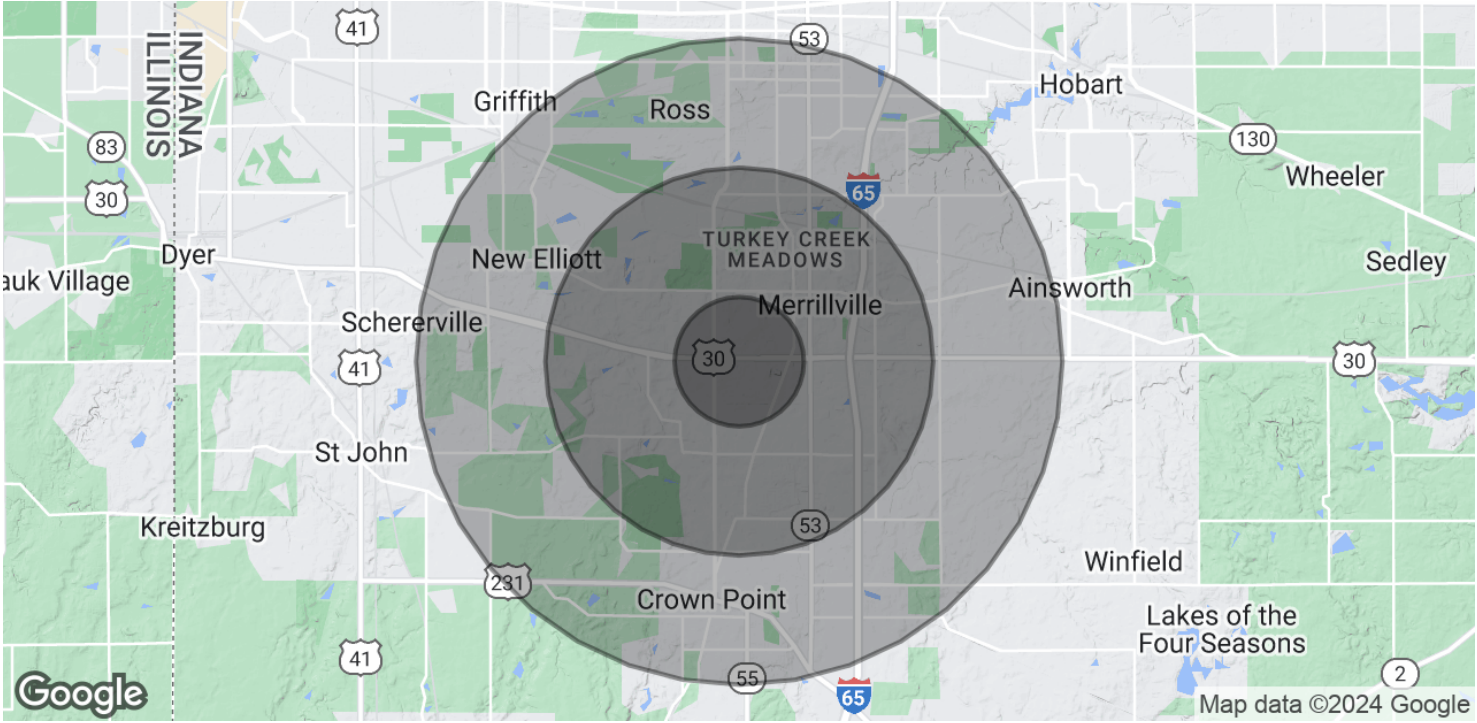 41
53
INDIANA
ILLINOIS
Griffith
Ross
Hobart
83
130
30
65
Wheeler
TURKEY CREEK
MEADOWS
Dyer
New Elliott
Sedley
auk Village
Ainsworth
Merrillville
Schererville
30
30
41
St John
Kreitzburg
53
Winfield
231
Crown Point
Lakes of the
Four Seasons
41
55
2
65
Google
Map data ©2024 Google